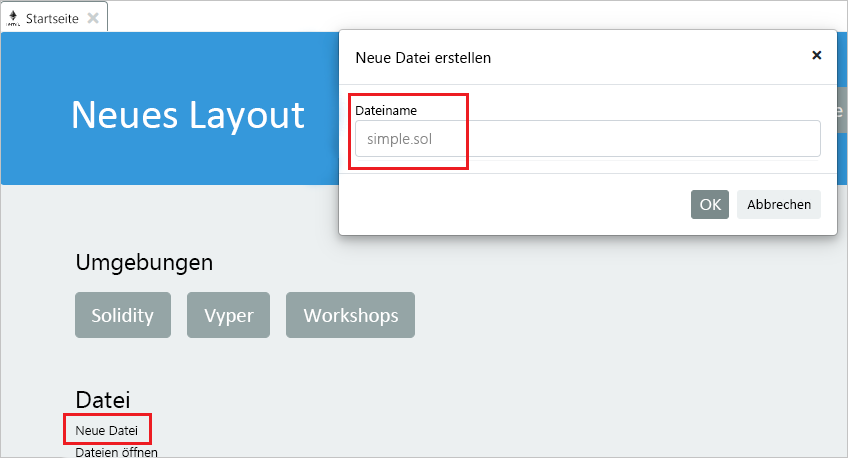 Startseite
Neue Datei erstellen
Neues Layout
Dateiname
simple.sol
OK
Abbrechen
Umgebungen
Solidity
Vyper
Workshops
Datei
Neue Datei
Dateien öffnen